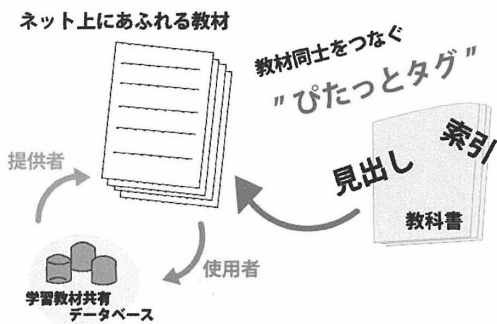 ネット上にあふれる教材
教材同士をつなぐ
"ぴたっとタグ"
索引
見出し
教科書
提供者
使用者
学習教材共有
データベース